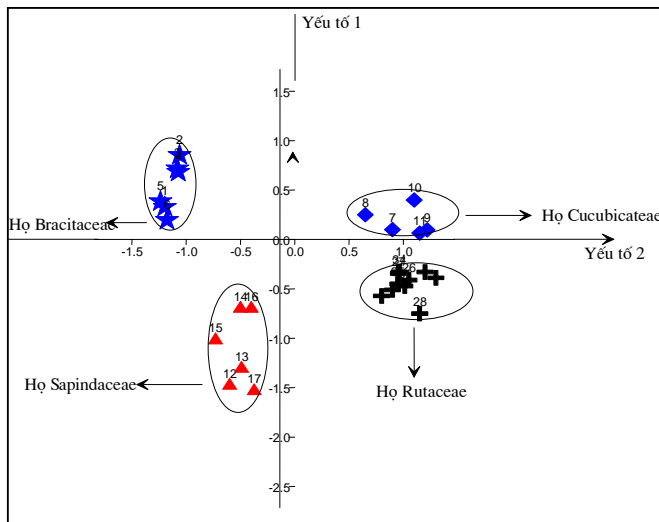 Yếu tố 1
1.5
1.0
0.5
0.0
-0.5
-1.0
-1.5
-2.0
-2.5
-1.5 -1.0 -0.5 0.5 1.0
Yếu tố 2
2
5 1
Họ Bracitaceae
10
8
7 11 9
Họ Cucubicateae
26
28
Họ Rutaceae
14 16
15
13
12 17
Họ Sapindaceae